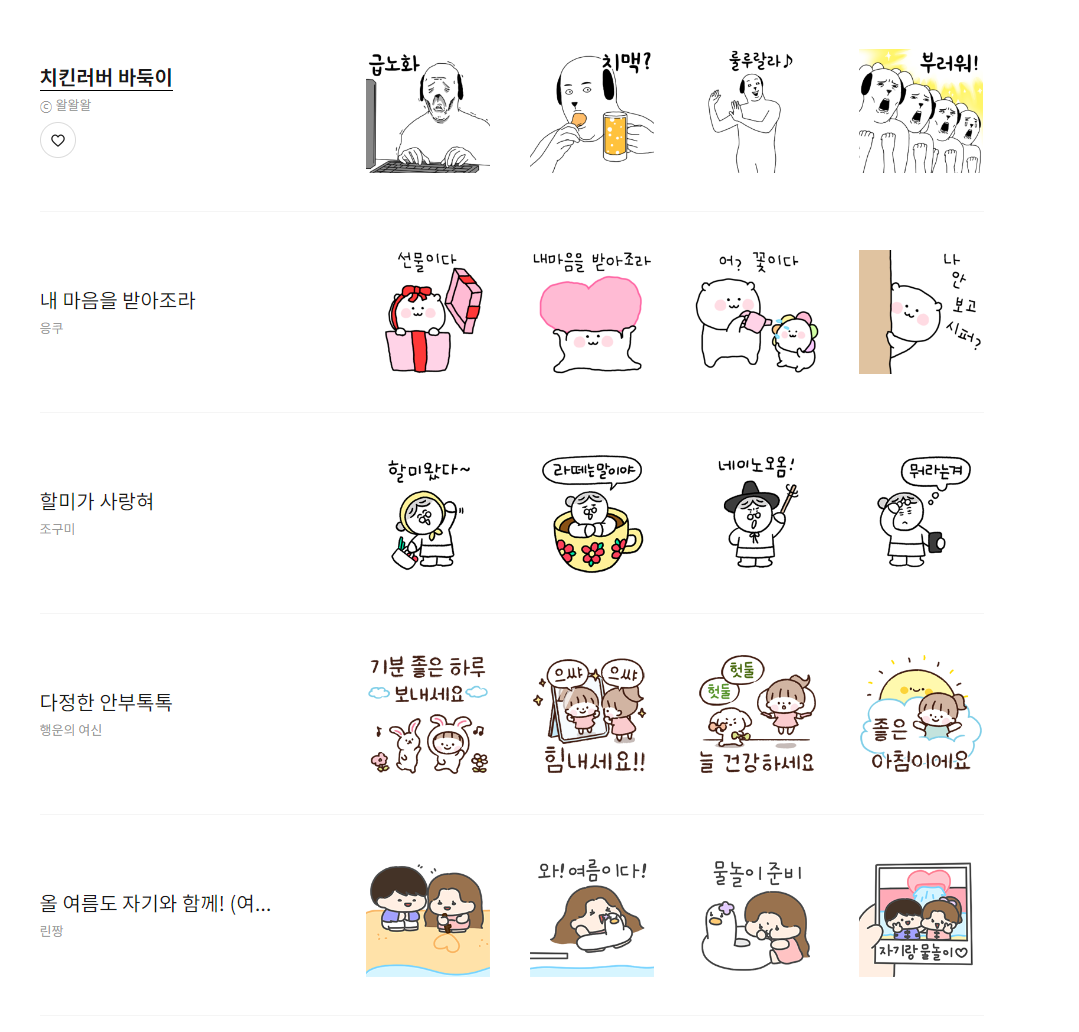 치킨러버 바둑이
ⓒ 왈왈왈
급노화
치맥?
룰루랄라♪
부러워!
내 마음을 받아조라
응쿠
선물이다
내마음을 받아조라
어? 꽃이다
나
안
보고
시퍼?
할미가 사랑혀
조구미
할미왔다~
라떼는말이야
네이노오옴!
뭐라는겨
다정한 안부톡톡
행운의 여신
기분 좋은 하루
보내세요
으쌰 으쌰
힘내세요!!
헛둘
헛둘
늘 건강하세요
좋은
아침이에요
올 여름도 자기와 함께! (여...
린짱
와! 여름이다!
물놀이 준비
자기랑 물놀이♡